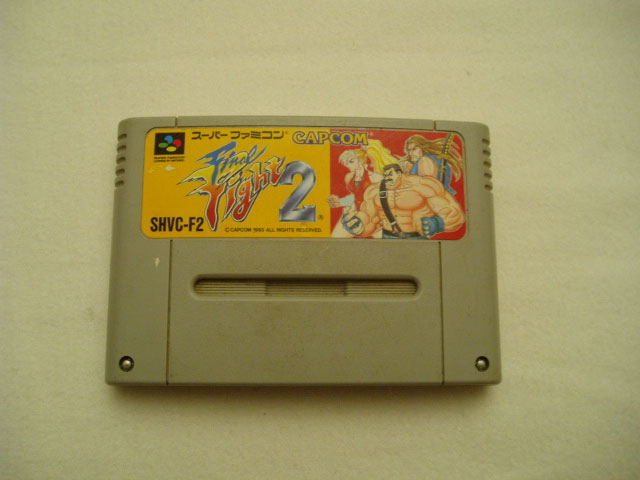 スーパーファミコン CAPCOM
Final
Fight 2
SHVC-F2
© CAPCOM 1993 ALL RIGHTS RESERVED.